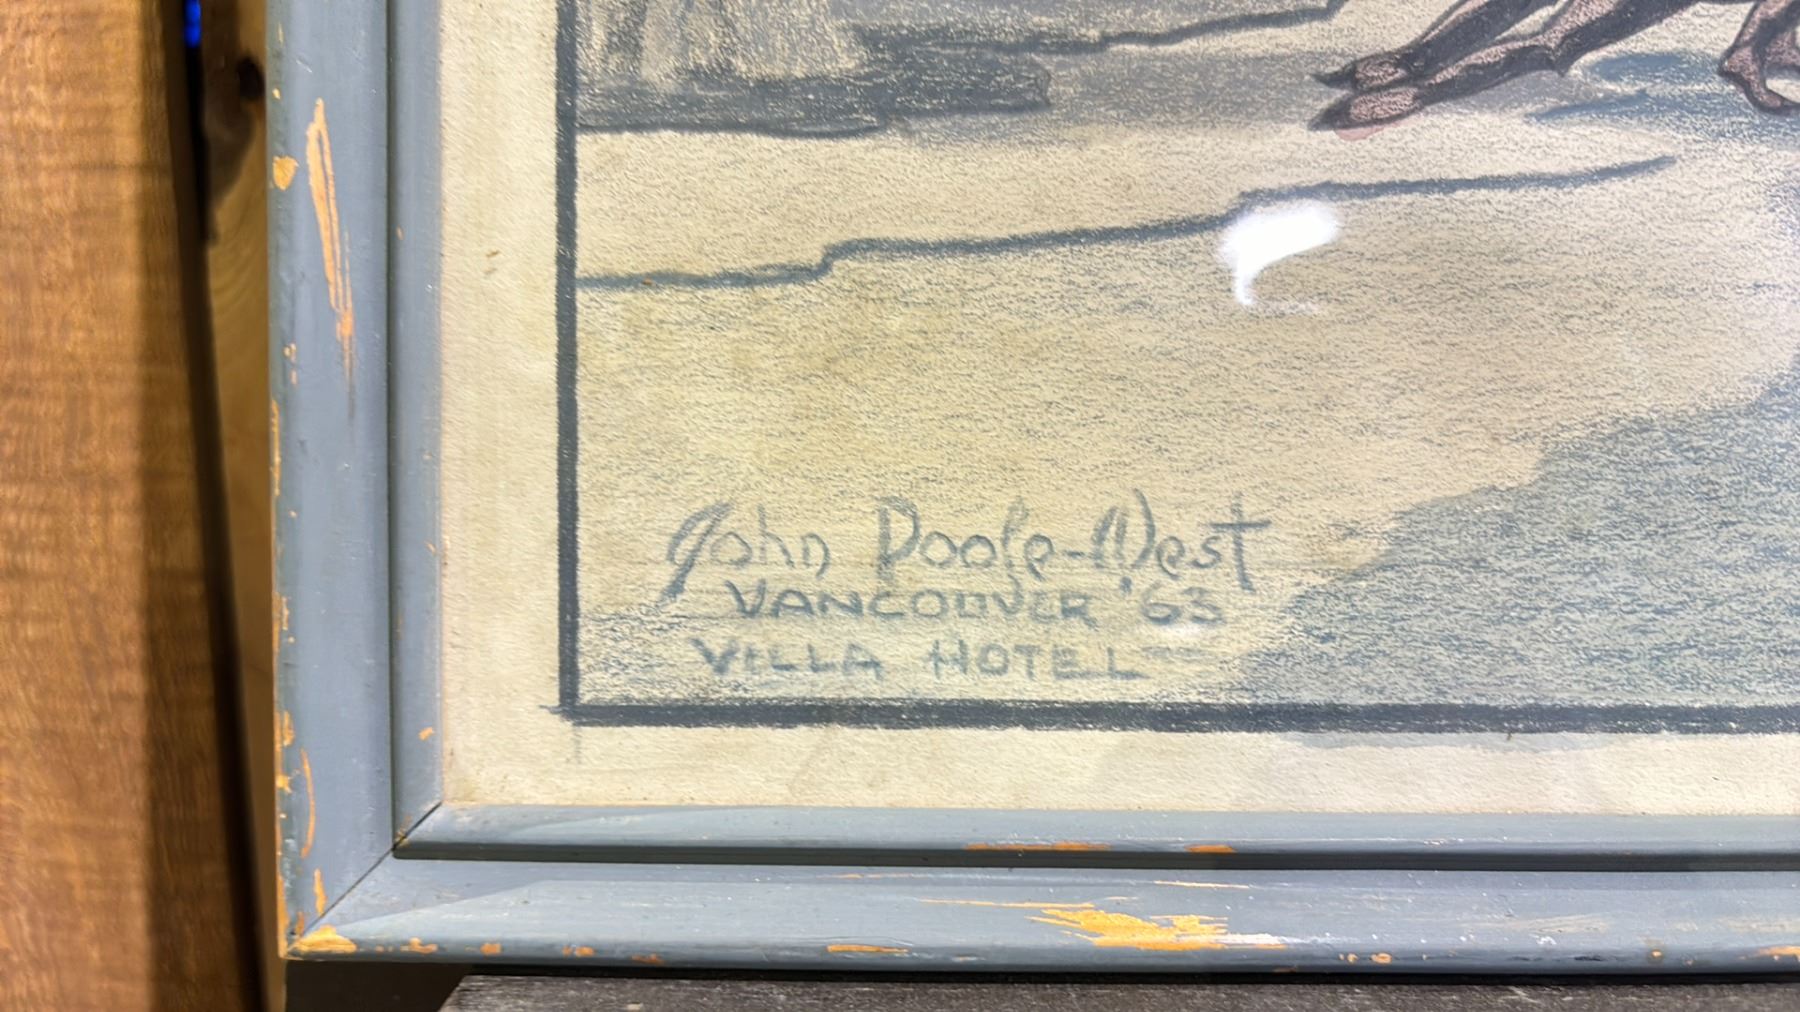 John Poole-West
VANCOUVER '63
VILLA HOTEL